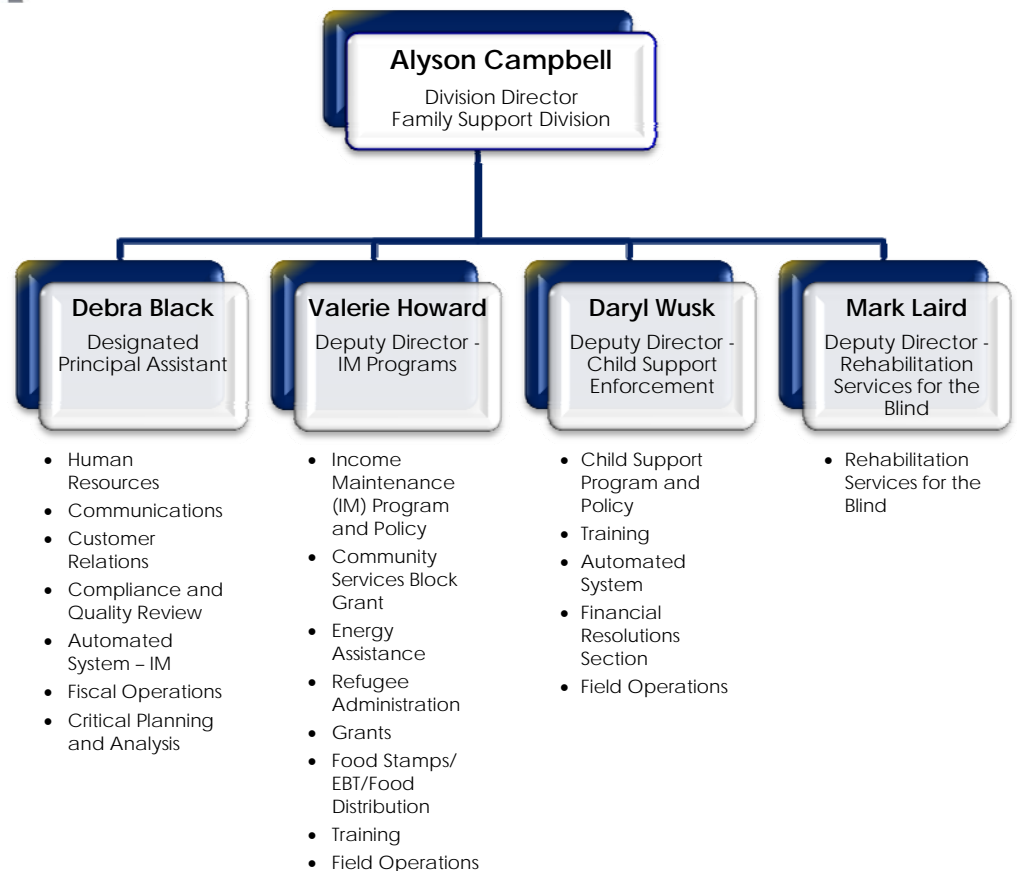 Alyson Campbell
Division Director
Family Support Division
Debra Black
Designated
Principal Assistant
Valerie Howard
Deputy Director -
IM Programs
Daryl Wusk
Deputy Director -
Child Support
Enforcement
Mark Laird
Deputy Director -
Rehabilitation
Services for the
Blind
• Human
Resources
• Communications
• Customer
Relations
• Compliance and
Quality Review
• Automated
System – IM
• Fiscal Operations
• Critical Planning
and Analysis
• Income
Maintenance
(IM) Program
and Policy
• Community
Services Block
Grant
• Energy
Assistance
• Refugee
Administration
• Grants
• Food Stamps/
EBT/Food
Distribution
• Training
• Field Operations
• Child Support
Program and
Policy
• Training
• Automated
System
• Financial
Resolutions
Section
• Field Operations
• Rehabilitation
Services for the
Blind